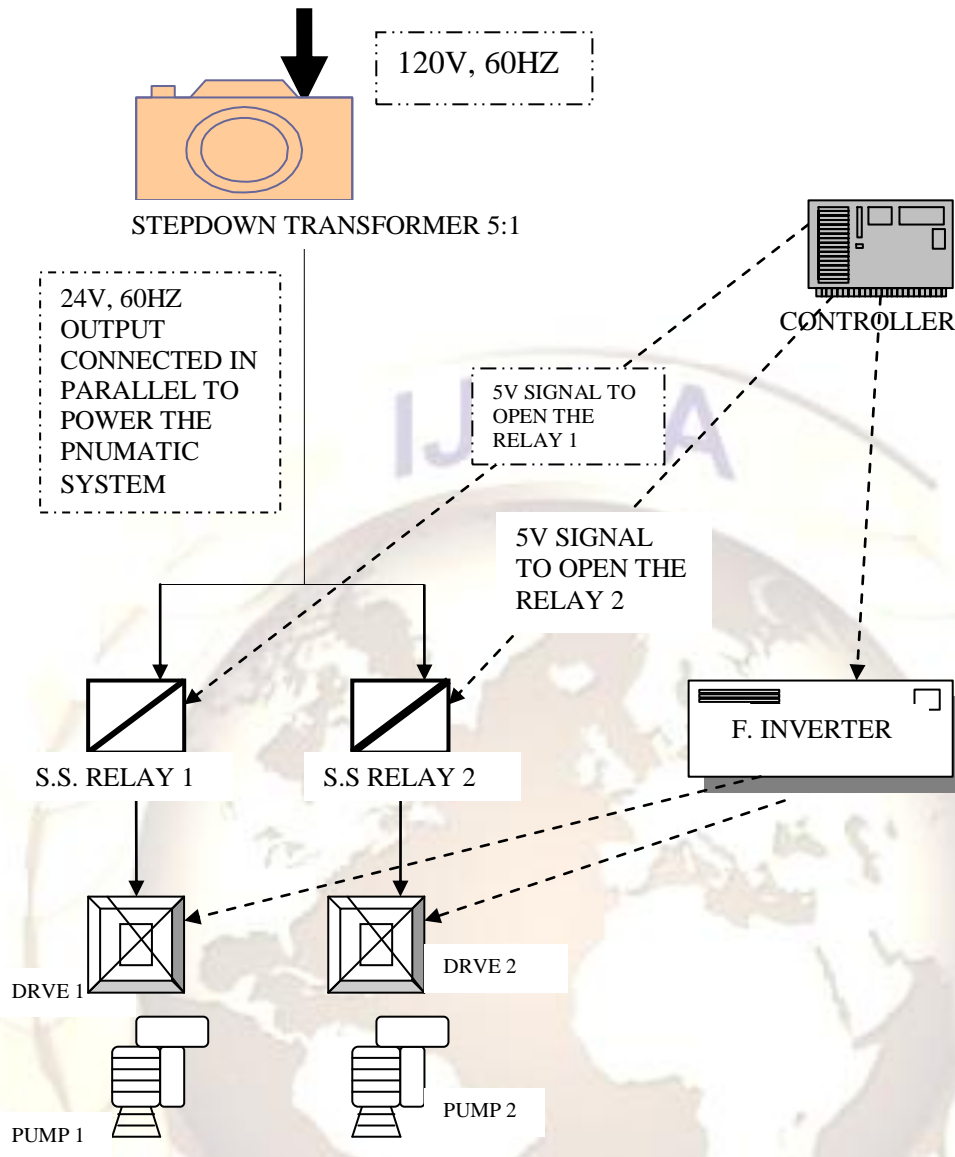 120V, 60HZ
STEPDOWN TRANSFORMER 5:1
24V, 60HZ
OUTPUT
CONNECTED IN
PARALLEL TO
POWER THE
PNUMATIC
SYSTEM
CONTROLLER
5V SIGNAL TO
OPEN THE
RELAY 1
5V SIGNAL
TO OPEN THE
RELAY 2
F. INVERTER
S.S. RELAY 1
S.S RELAY 2
DRVE 1
DRVE 2
PUMP 1
PUMP 2